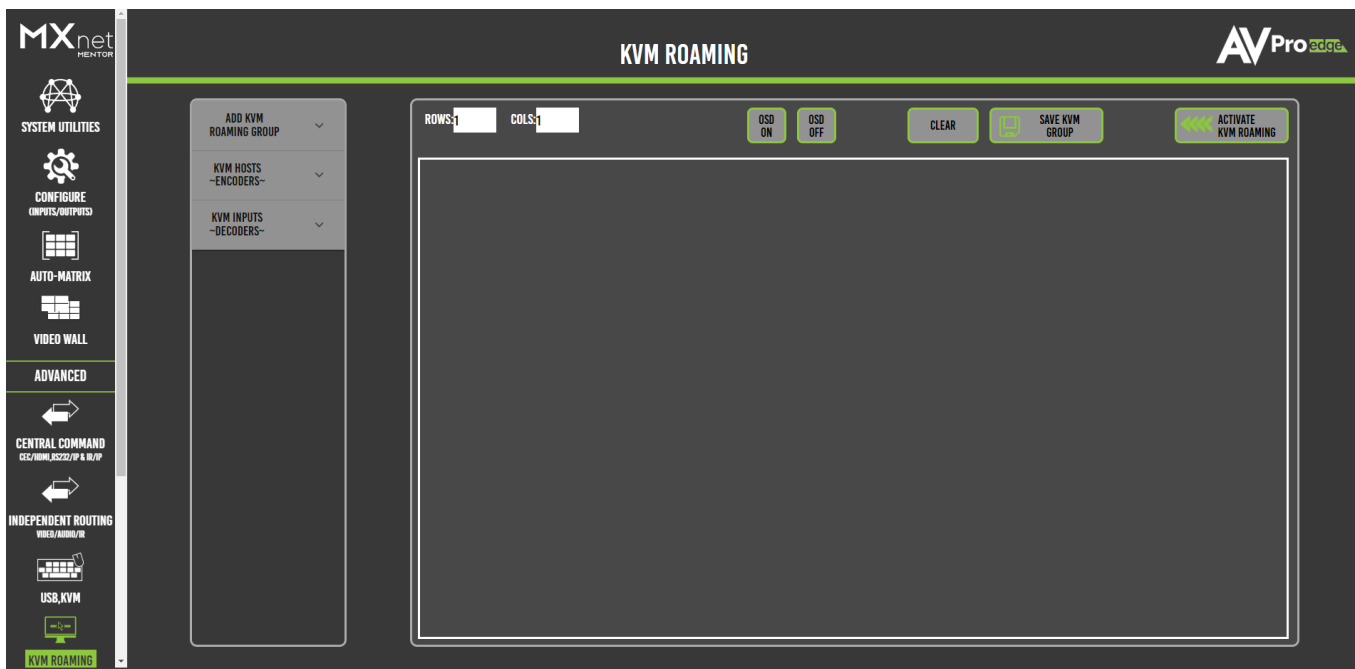 MXnet
MENTOR
KVM ROAMING
AVPro edge
SYSTEM UTILITIES
CONFIGURE
(INPUTS/OUTPUTS)
AUTO-MATRIX
VIDEO WALL
ADVANCED
CENTRAL COMMAND
CEC/HDMI,RS232/IP & IR/IP
INDEPENDENT ROUTING
VIDEO/AUDIO/IR
USB,KVM
KVM ROAMING
ADD KVM
ROAMING GROUP
KVM HOSTS
~ENCODERS~
KVM INPUTS
~DECODERS~
ROWS:1 COLS:1
OSD
ON
OSD
OFF
CLEAR
SAVE KVM
GROUP
ACTIVATE
KVM ROAMING